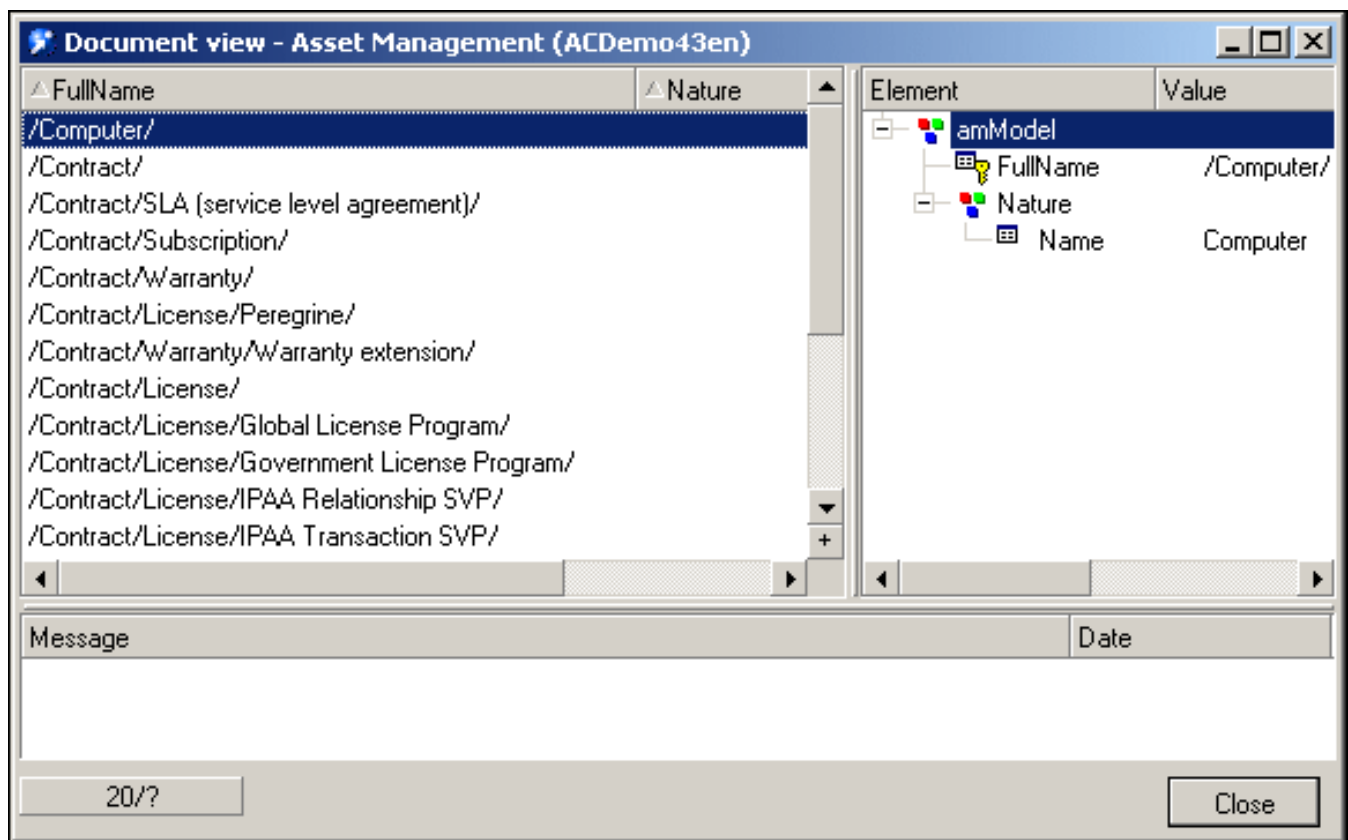 Document view - Asset Management (ACDemo43en)
FullName Nature
/Computer/
/Contract/
/Contract/SLA (service level agreement)/
/Contract/Subscription/
/Contract/Warranty/
/Contract/License/Peregrine/
/Contract/Warranty/Warranty extension/
/Contract/License/
/Contract/License/Global License Program/
/Contract/License/Government License Program/
/Contract/License/IPAA Relationship SVP/
/Contract/License/IPAA Transaction SVP/
+
Element Value
amModel
FullName /Computer/
Nature
Name Computer
Message Date
20/?
Close